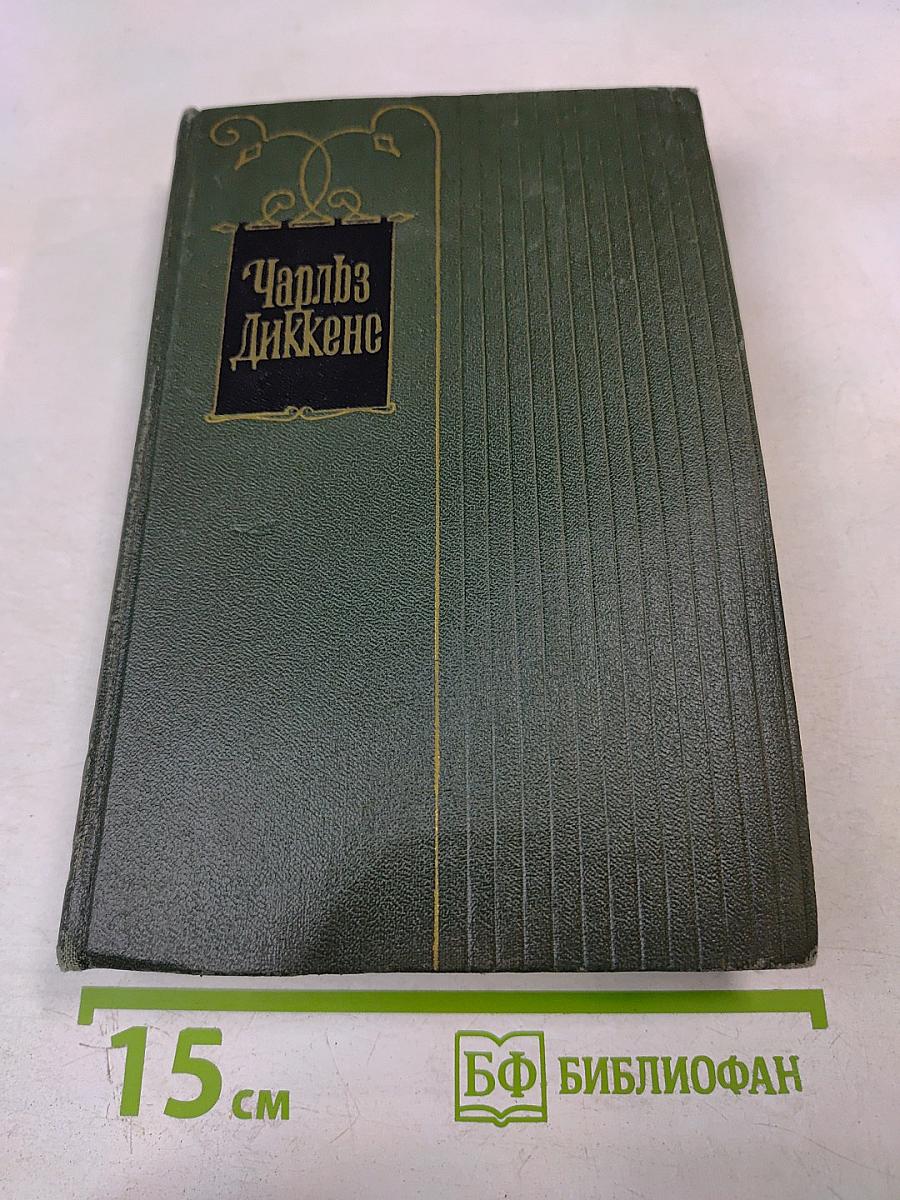 Чарльз
Диккенс
15 см
БФ БИБЛИОФАН